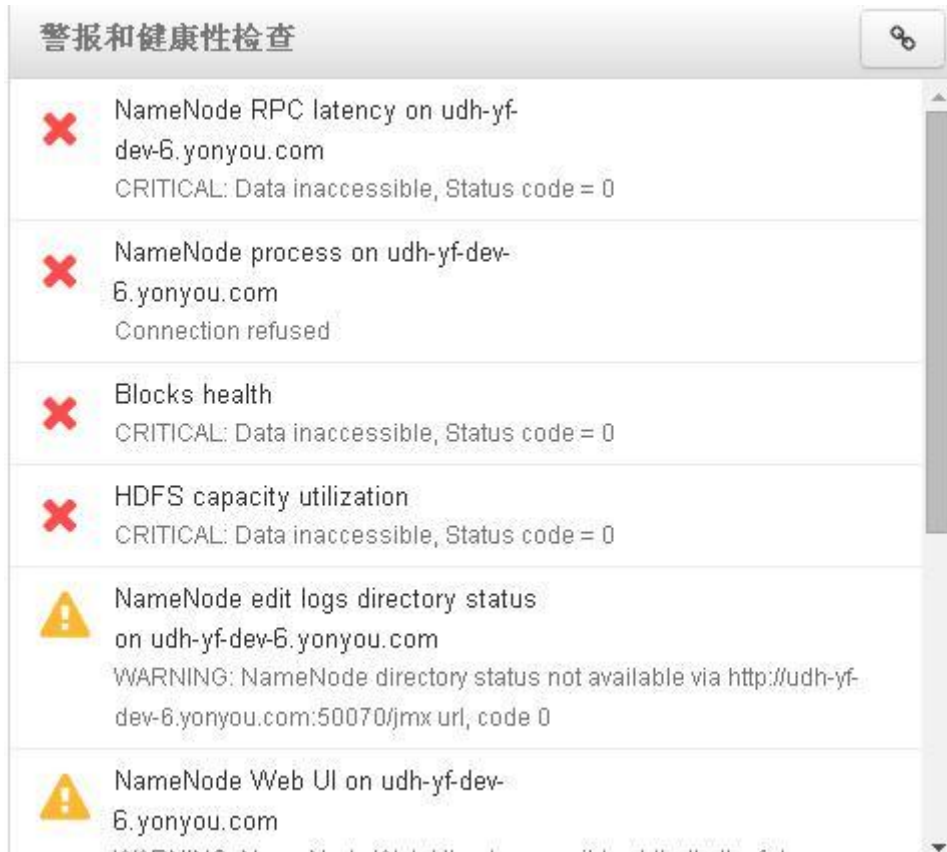 警报和健康性检查
NameNode RPC latency on udh-yf-
dev-6.yonyou.com
CRITICAL: Data inaccessible, Status code = 0
NameNode process on udh-yf-dev-
6.yonyou.com
Connection refused
Blocks health
CRITICAL: Data inaccessible, Status code = 0
HDFS capacity utilization
CRITICAL: Data inaccessible, Status code = 0
NameNode edit logs directory status
on udh-yf-dev-6.yonyou.com
WARNING: NameNode directory status not available via http://udh-yf-
dev-6.yonyou.com:50070/jmx url, code 0
NameNode Web UI on udh-yf-dev-
6.yonyou.com